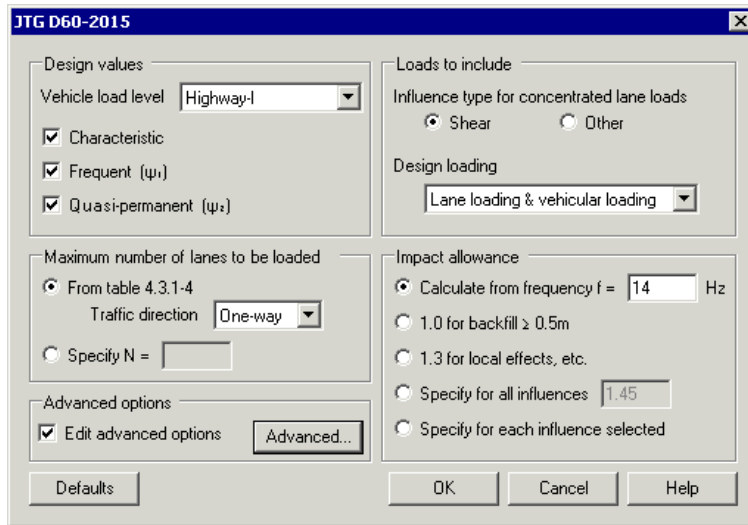 JTG D60-2015
Design values
Vehicle load level Highway-I
Characteristic
Frequent (ψ₁)
Quasi-permanent (ψ₂)
Maximum number of lanes to be loaded
From table 4.3.1-4
Traffic direction One-way
Specify N =
Advanced options
Edit advanced options Advanced...
Loads to include
Influence type for concentrated lane loads
Shear Other
Design loading
Lane loading & vehicular loading
Impact allowance
Calculate from frequency f = 14 Hz
1.0 for backfill ≥ 0.5m
1.3 for local effects, etc.
Specify for all influences 1.45
Specify for each influence selected
Defaults OK Cancel Help